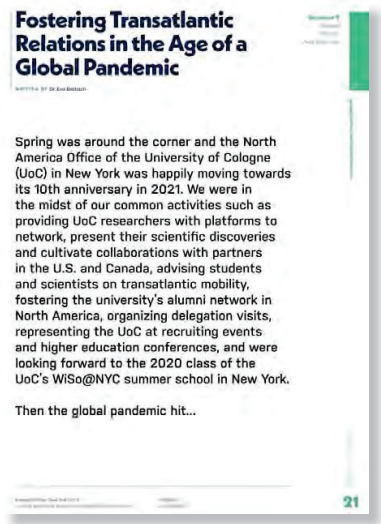 Fostering Transatlantic
Relations in the Age of a
Global Pandemic
WRITTEN BY Dr. Eva Bosbach
Spring was around the corner and the North
America Office of the University of Cologne
(UoC) in New York was happily moving towards
its 10th anniversary in 2021. We were in
the midst of our common activities such as
providing UoC researchers with platforms to
network, present their scientific discoveries
and cultivate collaborations with partners
in the U.S. and Canada, advising students
and scientists on transatlantic mobility,
fostering the university's alumni network in
North America, organizing delegation visits,
representing the UoC at recruiting events
and higher education conferences, and were
looking forward to the 2020 class of the
UoC's WiSo@NYC summer school in New York.
Then the global pandemic hit...
21